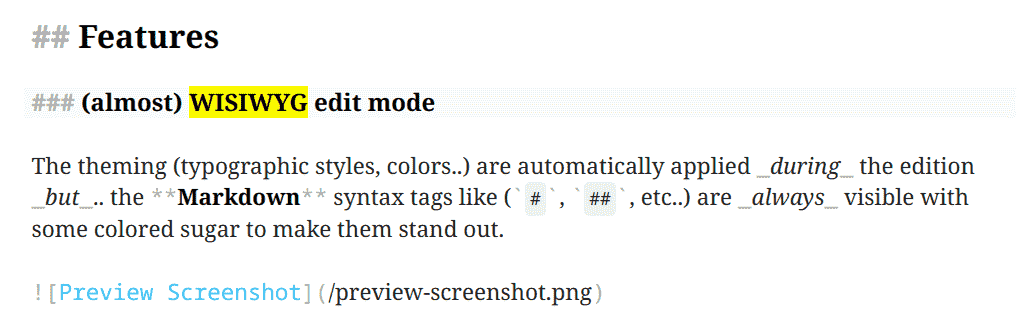 ## Features
### (almost) WISIWYG edit mode
The theming (typographic styles, colors..) are automatically applied _during_ the edition
_but_.. the **Markdown** syntax tags like (`#`, `##`, etc..) are _always_ visible with
some colored sugar to make them stand out.
![Preview Screenshot](/preview-screenshot.png)